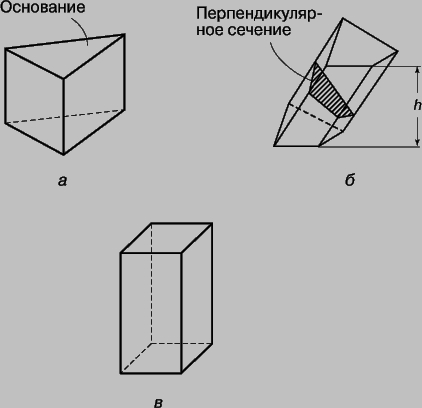 Основание
Перпендикуляр-
ное сечение
h
а
б
в